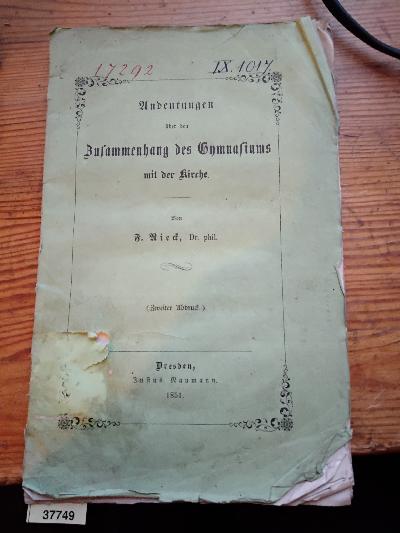 17292
IX.1017
Andeutungen
über den
Zusammenhang des Gymnasiums
mit der Kirche.
Von
F. Rieck, Dr. phil.
(Zweiter Abdruck.)
Dresden,
Justus Naumann.
1851.
37749